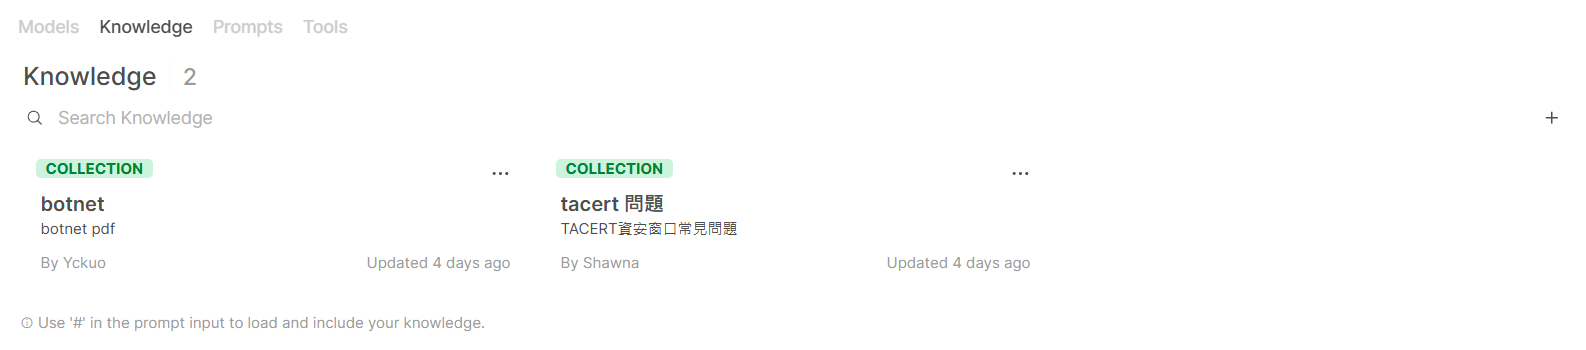 Models Knowledge Prompts Tools
Knowledge 2
Search Knowledge
COLLECTION
botnet
botnet pdf
By Yckuo Updated 4 days ago
COLLECTION
tacert 問題
TACERT資安窗口常見問題
By Shawna Updated 4 days ago
Use '#' in the prompt input to load and include your knowledge.